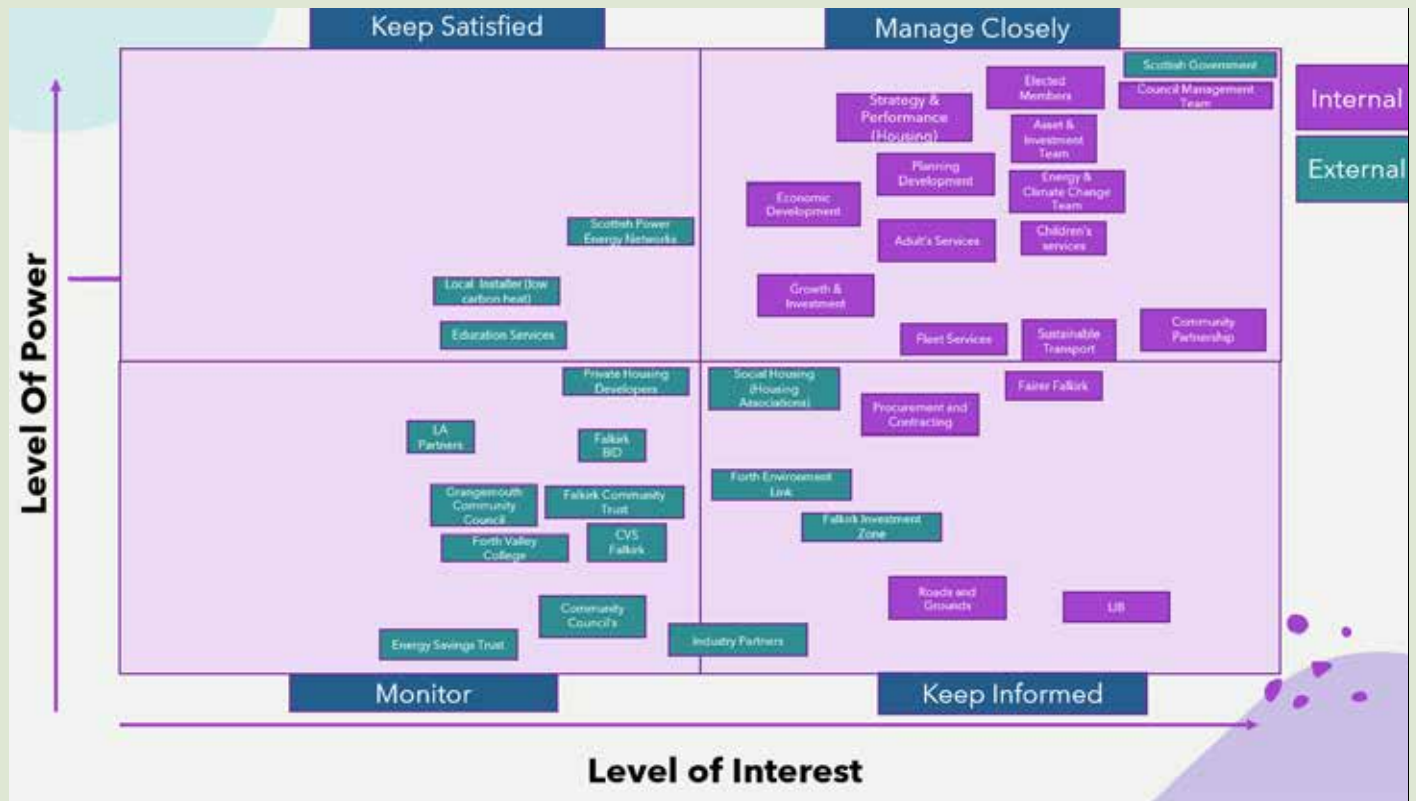 Keep Satisfied
Manage Closely
Scottish Government
Elected
Members
Council Management
Team
Internal
Strategy &
Performance
(Housing)
Asset &
Investment
Team
External
Planning
Development
Energy &
Climate Change
Team
Economic
Development
Scottish Power
Energy Networks
Adult's Services
Children's
services
Local Installer (low
carbon heat)
Growth &
Investment
Education Services
Fleet Services
Sustainable
Transport
Community
Partnership
Level Of Power
Private Housing
Developers
Social Housing
(Housing
Associations)
Fairer Falkirk
Procurement and
Contracting
LA
Partners
Falkirk
BID
Forth Environment
Link
Grangemouth
Community
Council
Falkirk Community
Trust
Falkirk Investment
Zone
Forth Valley
College
CVS
Falkirk
Roads and
Grounds
IJB
Community
Council's
Energy Savings Trust
Industry Partners
Monitor
Keep Informed
Level of Interest